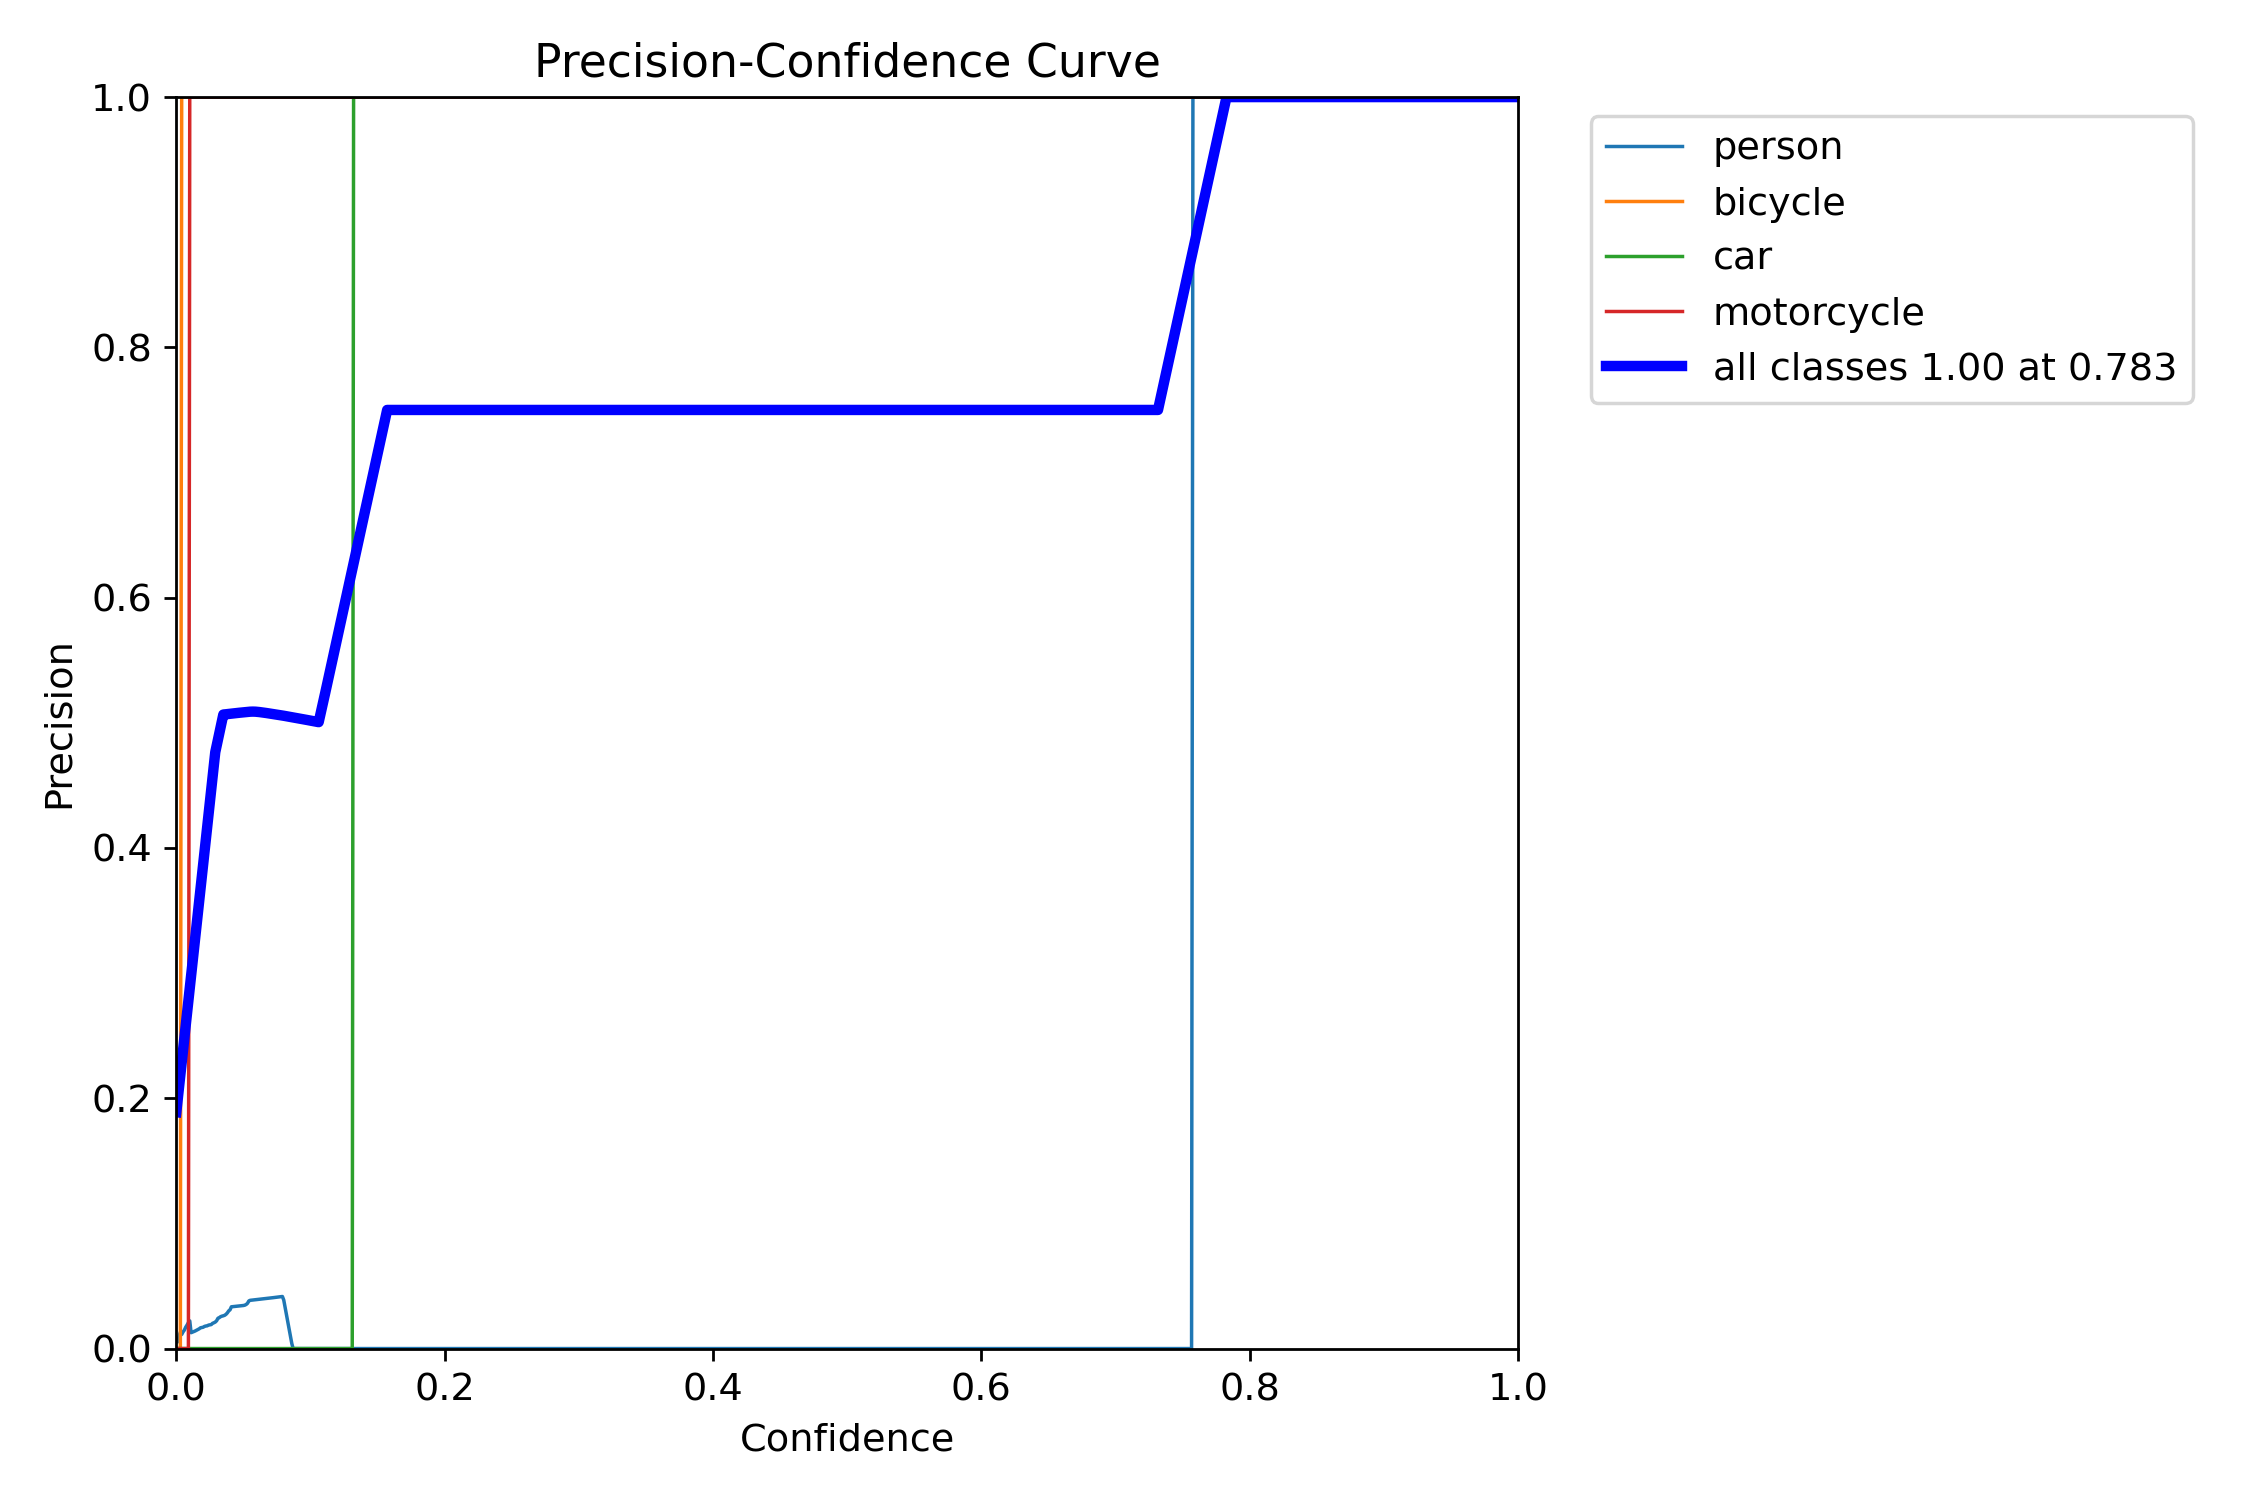 Precision-Confidence Curve
1.0
0.8
0.6
0.4
0.2
0.0
Precision
0.0 0.2 0.4 0.6 0.8 1.0
Confidence
person
bicycle
car
motorcycle
all classes 1.00 at 0.783